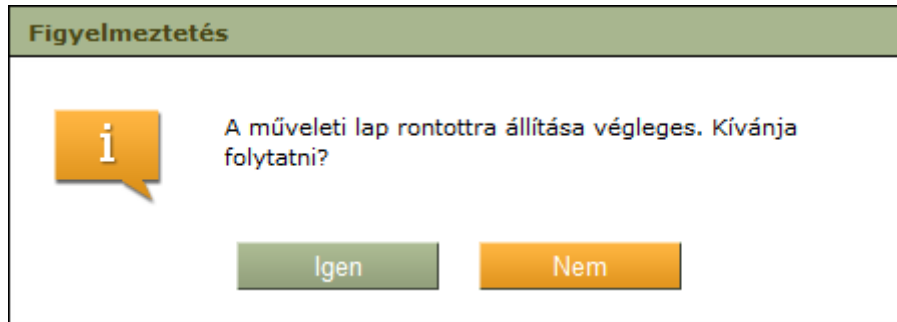 Figyelmeztetés
i
A műveleti lap rontottra állítása végleges. Kívánja
folytatni?
Igen
Nem